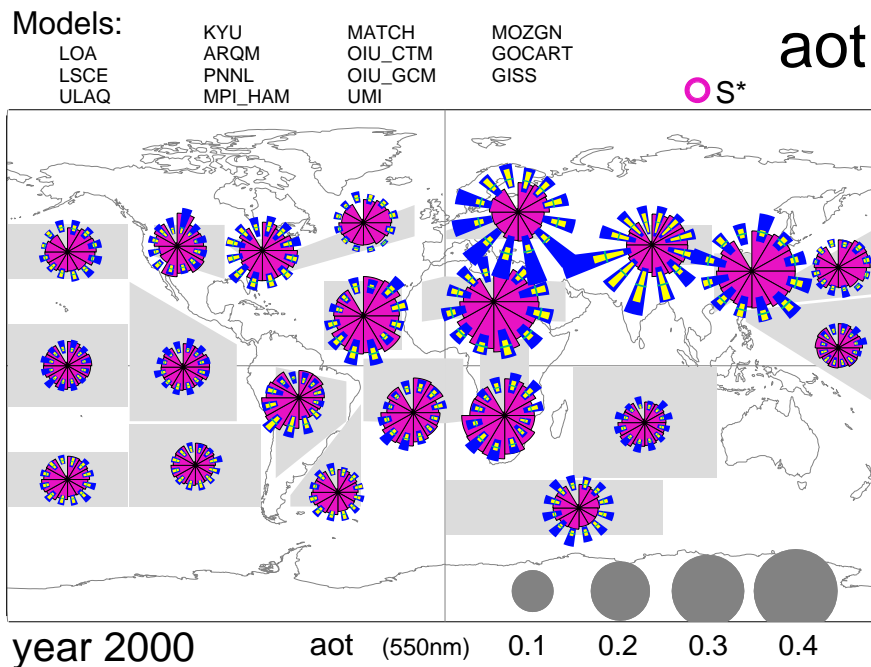 Models:
aot
KYU MATCH MOZGN
LOA ARQM OIU_CTM GOCART
LSCE PNNL OIU_GCM GISS
ULAQ MPI_HAM UMI
S*
year 2000 aot (550nm) 0.1 0.2 0.3 0.4